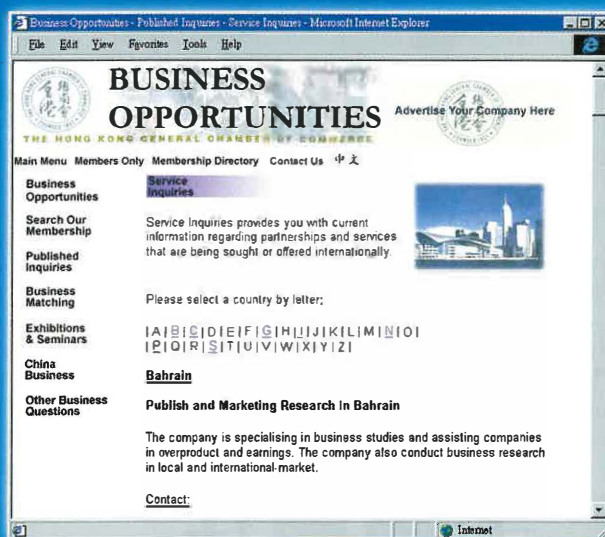 Business Opportunities - Published Inquiries - Service Inquiries - Microsoft Internet Explorer
File Edit View Favorites Tools Help
BUSINESS
OPPORTUNITIES
Advertise Your Company Here
THE HONG KONG GENERAL CHAMBER OF COMMERCE
Main Menu Members Only Membership Directory Contact Us 中文
Business
Opportunities
Search Our
Membership
Published
Inquiries
Business
Matching
Exhibitions
& Seminars
China
Business
Other Business
Questions
Service
Inquiries
Service Inquiries provides you with current
information regarding partnerships and services
that are being sought or offered internationally.
Please select a country by letter:
|A|B|C|D|E|F|G|H|I|J|K|L|M|N|O|
|P|Q|R|S|T|U|V|W|X|Y|Z|
Bahrain
Publish and Marketing Research In Bahrain
The company is specialising in business studies and assisting companies
in overproduct and earnings. The company also conduct business research
in local and international-market.
Contact:
Internet